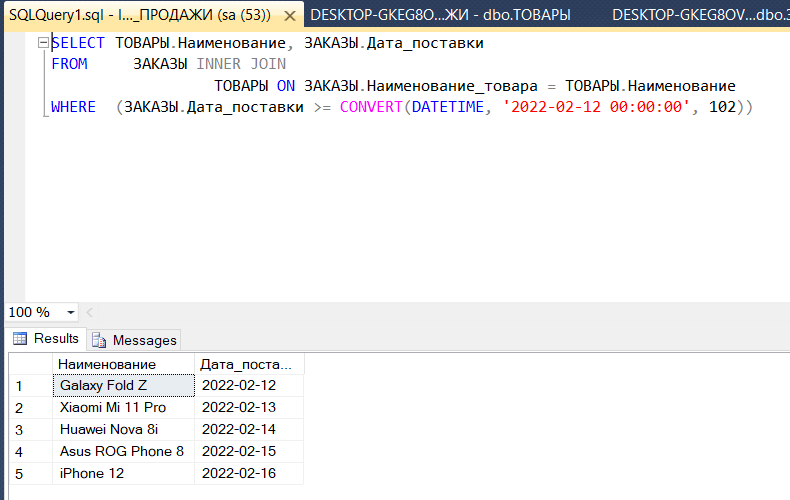 SQLQuery1.sql - l..._ПРОДАЖИ (sa (53)) DESKTOP-GKEG8O...ЖИ - dbo.ТОВАРЫ DESKTOP-GKEG8OV...dbo.З
SELECT ТОВАРЫ.Наименование, ЗАКАЗЫ.Дата_поставки
FROM ЗАКАЗЫ INNER JOIN
ТОВАРЫ ON ЗАКАЗЫ.Наименование_товара = ТОВАРЫ.Наименование
WHERE (ЗАКАЗЫ.Дата_поставки >= CONVERT(DATETIME, '2022-02-12 00:00:00', 102))
100 %
Results Messages
Наименование Дата_поста...
1 Galaxy Fold Z 2022-02-12
2 Xiaomi Mi 11 Pro 2022-02-13
3 Huawei Nova 8i 2022-02-14
4 Asus ROG Phone 8 2022-02-15
5 iPhone 12 2022-02-16